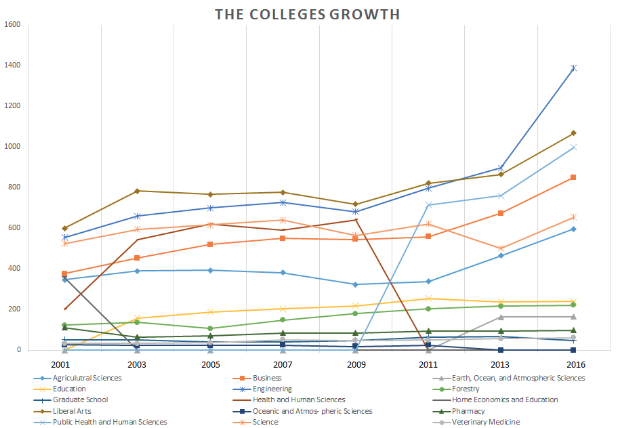 THE COLLEGES GROWTH
1600
1400
1200
1000
800
600
400
200
0
2001 2003 2005 2007 2009 2011 2013 2016
Agricultural Sciences Business Earth, Ocean, and Atmospheric Sciences
Education Engineering Forestry
Graduate School Health and Human Sciences Home Economics and Education
Liberal Arts Oceanic and Atmos- pheric Sciences Pharmacy
Public Health and Human Sciences Science Veterinary Medicine